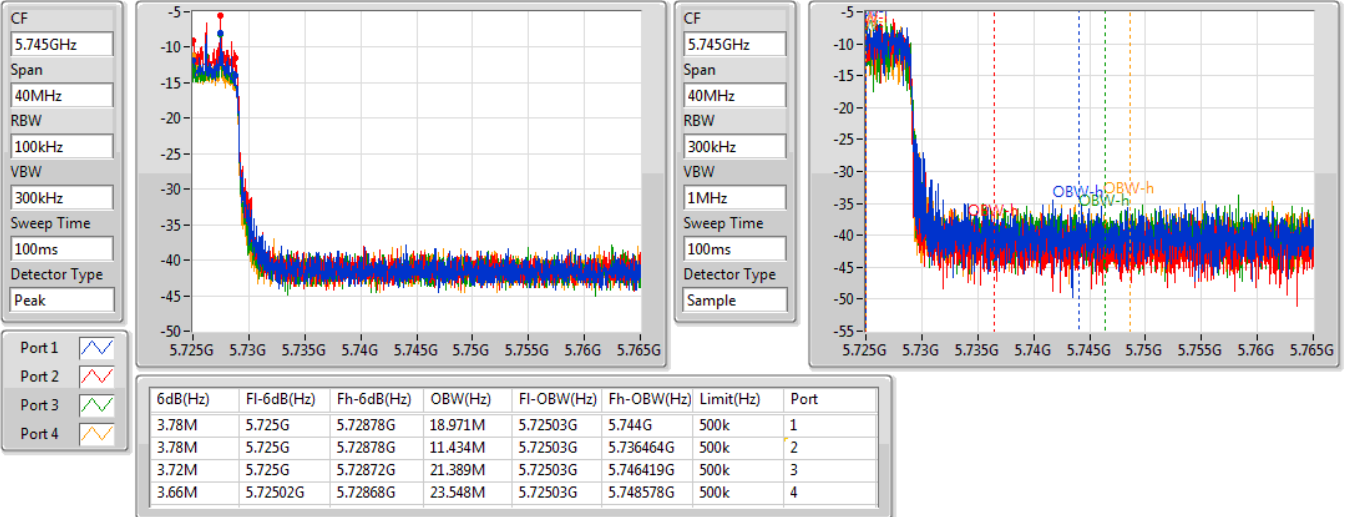 CF
5.745GHz
Span
40MHz
RBW
100kHz
VBW
300kHz
Sweep Time
100ms
Detector Type
Peak
-5
-10
-15
-20
-25
-30
-35
-40
-45
-50
5.725G 5.73G 5.735G 5.74G 5.745G 5.75G 5.755G 5.76G 5.765G
CF
5.745GHz
Span
40MHz
RBW
300kHz
VBW
1MHz
Sweep Time
100ms
Detector Type
Sample
-5
-10
-15
-20
-25
-30
-35
-40
-45
-50
-55
OBW-h
OBW-h
OBW-h
OBW-h
5.725G 5.73G 5.735G 5.74G 5.745G 5.75G 5.755G 5.76G 5.765G
Port 1
Port 2
Port 3
Port 4
6dB(Hz) Fl-6dB(Hz) Fh-6dB(Hz) OBW(Hz) Fl-OBW(Hz) Fh-OBW(Hz) Limit(Hz) Port
3.78M 5.725G 5.72878G 18.971M 5.72503G 5.744G 500k 1
3.78M 5.725G 5.72878G 11.434M 5.72503G 5.736464G 500k 2
3.72M 5.725G 5.72872G 21.389M 5.72503G 5.746419G 500k 3
3.66M 5.72502G 5.72868G 23.548M 5.72503G 5.748578G 500k 4